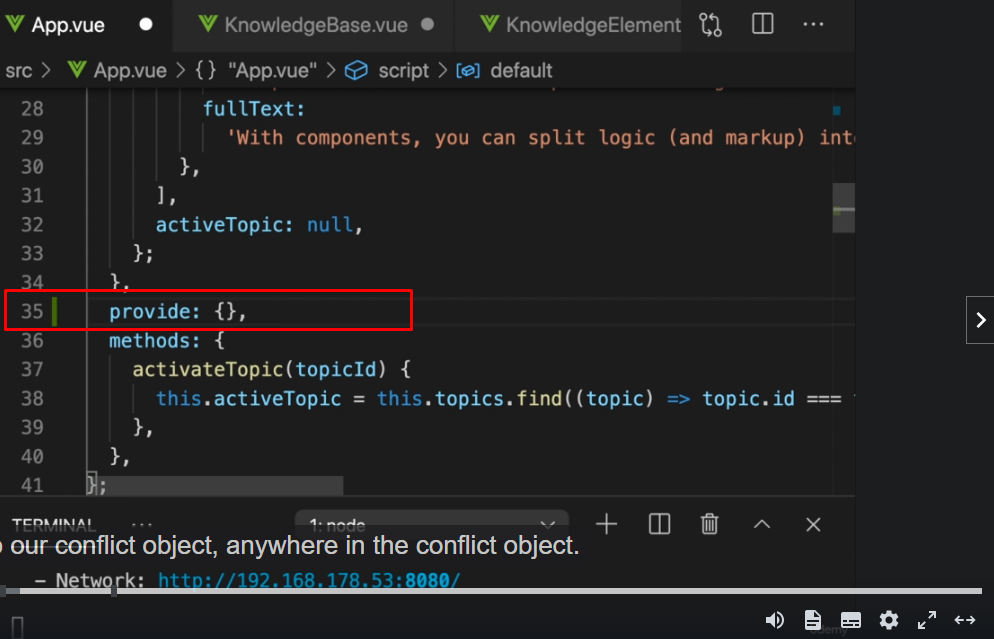 App.vue
KnowledgeBase.vue
KnowledgeElement
src > App.vue > {} "App.vue" > script > default
28 fullText:
29 'With components, you can split logic (and markup) int
30 },
31 ],
32 activeTopic: null,
33 };
34 },
35 provide: {},
36 methods: {
37 activateTopic(topicId) {
38 this.activeTopic = this.topics.find((topic) => topic.id ===
39 },
40 },
41 };
TERMINAL ... 1: node
our conflict object, anywhere in the conflict object.
– Network: http://192.168.178.53:8080/